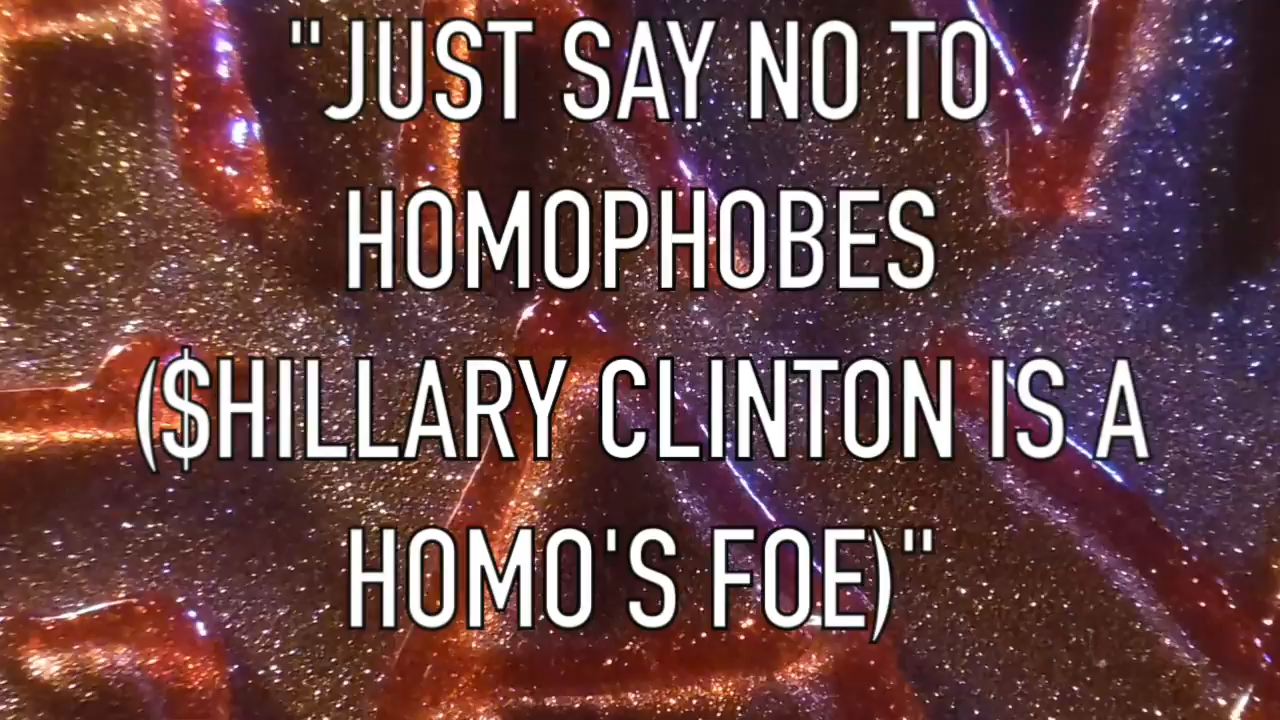 "JUST SAY NO TO
HOMOPHOBES
($HILLARY CLINTON IS A
HOMO'S FOE)"